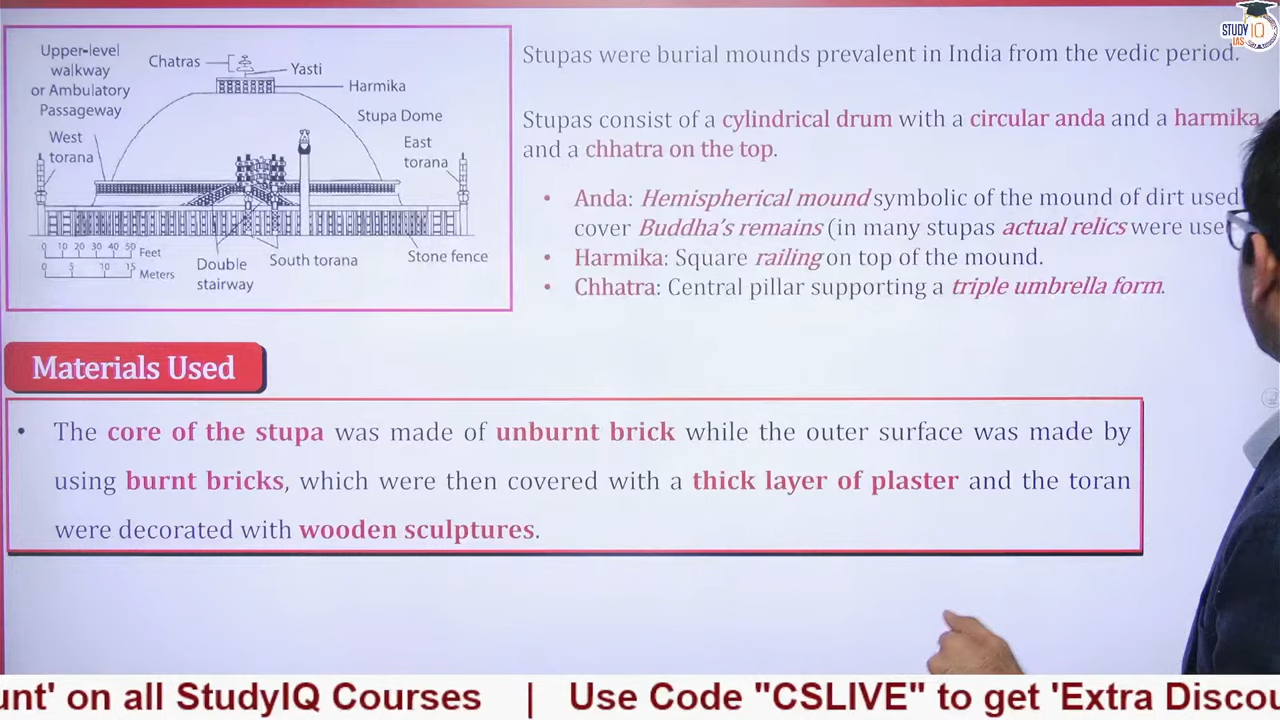 Upper-level
walkway
or Ambulatory
Passageway
Chatras
Yasti
Harmika
Stupa Dome
West
torana
East
torana
0 10 20 30 40 50 Feet
0 5 10 15 Meters
Double
stairway
South torana
Stone fence
STUDY IQ
IAS
Stupas were burial mounds prevalent in India from the vedic period.
Stupas consist of a cylindrical drum with a circular anda and a harmika
and a chhatra on the top.
• Anda: Hemispherical mound symbolic of the mound of dirt used
cover Buddha's remains (in many stupas actual relics were use
• Harmika: Square railing on top of the mound.
• Chhatra: Central pillar supporting a triple umbrella form.
Materials Used
• The core of the stupa was made of unburnt brick while the outer surface was made by
using burnt bricks, which were then covered with a thick layer of plaster and the toran
were decorated with wooden sculptures.
unt' on all StudyIQ Courses | Use Code "CSLIVE" to get 'Extra Discou